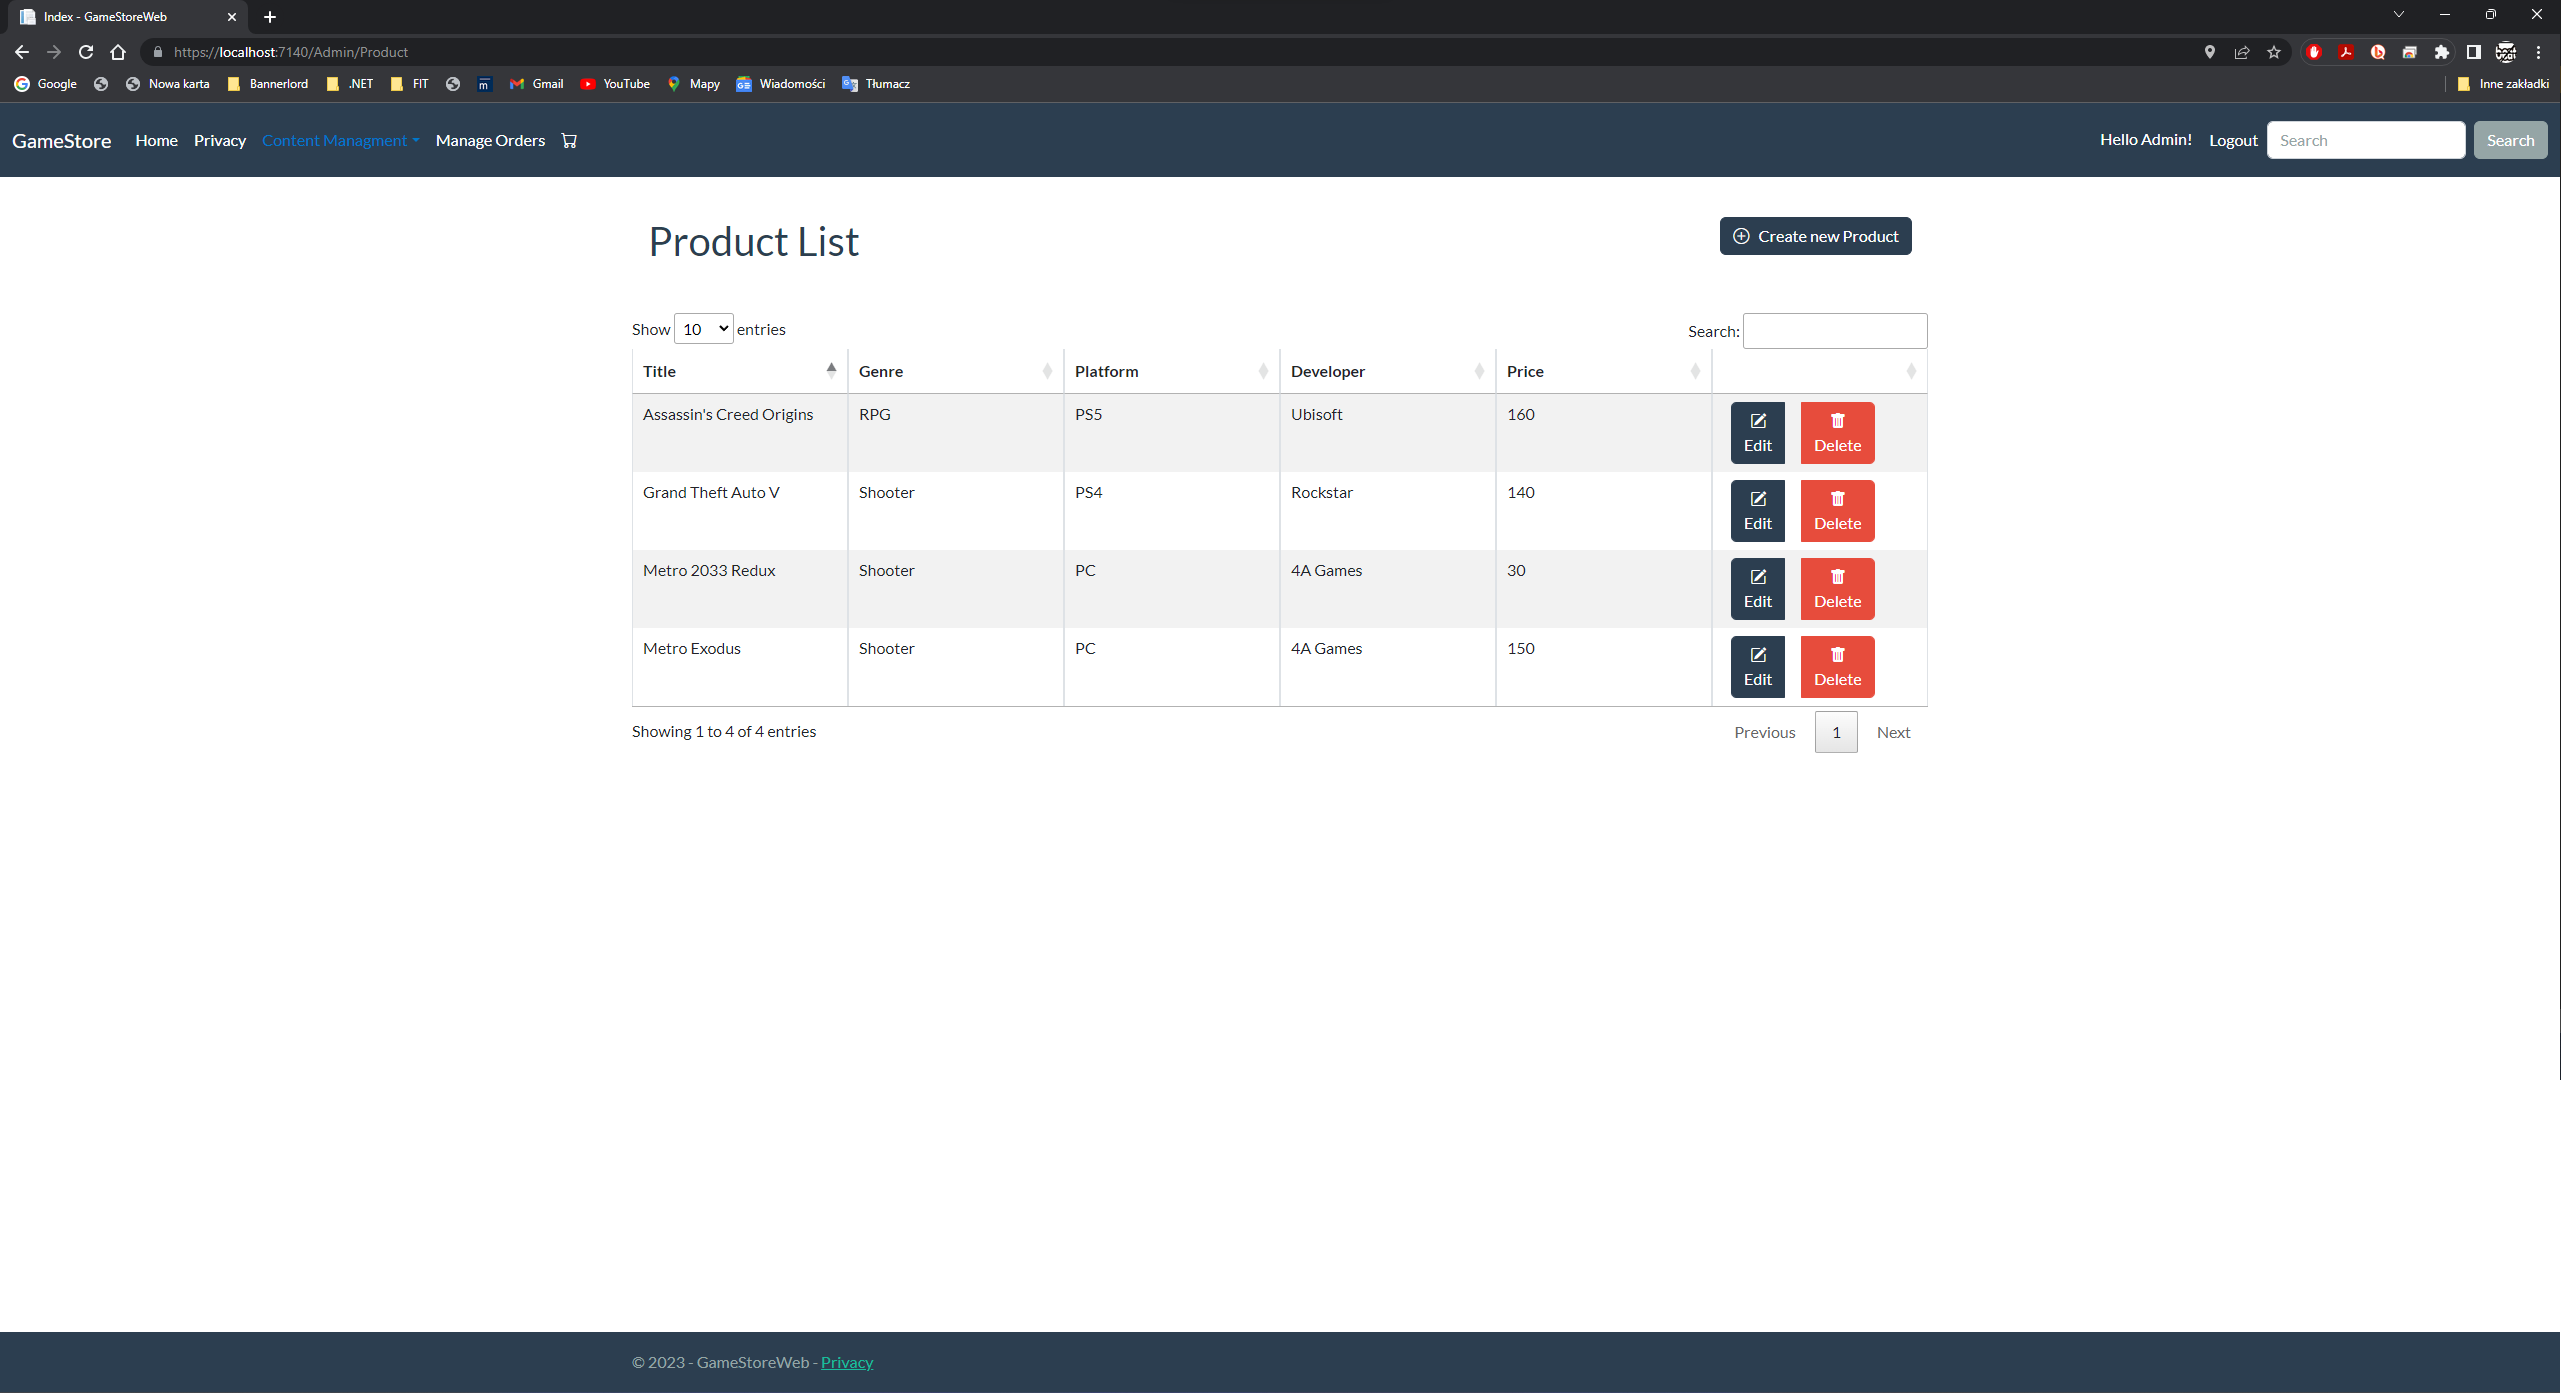 Index - GameStoreWeb
https://localhost:7140/Admin/Product
Google Nowa karta Bannerlord .NET FIT m Gmail YouTube Mapy Wiadomości Tłumacz Inne zakładki
GameStore Home Privacy Content Managment Manage Orders Hello Admin! Logout Search Search
Product List Create new Product
Show 10 entries Search:
Title Genre Platform Developer Price
Assassin's Creed Origins RPG PS5 Ubisoft 160 Edit Delete
Grand Theft Auto V Shooter PS4 Rockstar 140 Edit Delete
Metro 2033 Redux Shooter PC 4A Games 30 Edit Delete
Metro Exodus Shooter PC 4A Games 150 Edit Delete
Showing 1 to 4 of 4 entries Previous 1 Next
© 2023 - GameStoreWeb - Privacy